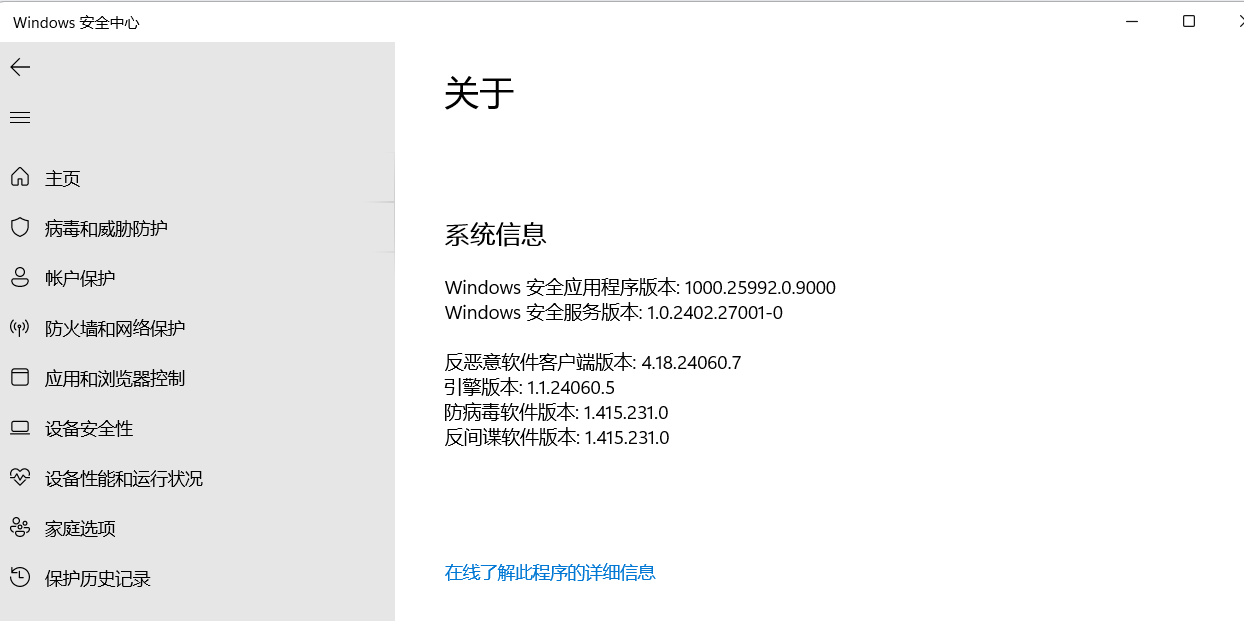 Windows 安全中心
主页
病毒和威胁防护
帐户保护
防火墙和网络保护
应用和浏览器控制
设备安全性
设备性能和运行状况
家庭选项
保护历史记录
关于
系统信息
Windows 安全应用程序版本: 1000.25992.0.9000
Windows 安全服务版本: 1.0.2402.27001-0
反恶意软件客户端版本: 4.18.24060.7
引擎版本: 1.1.24060.5
防病毒软件版本: 1.415.231.0
反间谍软件版本: 1.415.231.0
在线了解此程序的详细信息